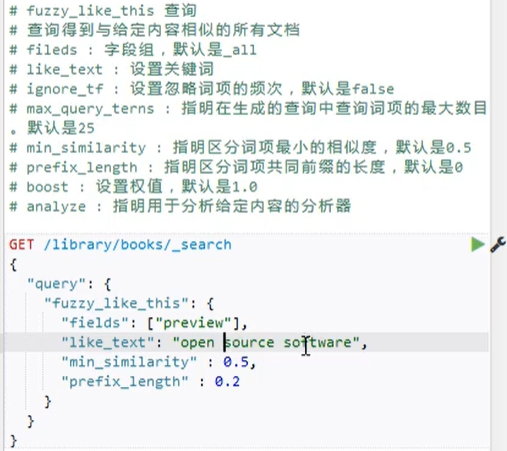 # fuzzy_like_this 查询
# 查询得到与给定内容相似的所有文档
# fileds : 字段组，默认是_all
# like_text : 设置关键词
# ignore_tf : 设置忽略词项的频次，默认是false
# max_query_terns : 指明在生成的查询中查询词项的最大数目
。默认是25
# min_similarity : 指明区分词项最小的相似度，默认是0.5
# prefix_length : 指明区分词项共同前缀的长度，默认是0
# boost : 设置权值，默认是1.0
# analyze : 指明用于分析给定内容的分析器
GET /library/books/_search
{
"query": {
"fuzzy_like_this": {
"fields": ["preview"],
"like_text": "open source software",
"min_similarity" : 0.5,
"prefix_length" : 0.2
}
}
}